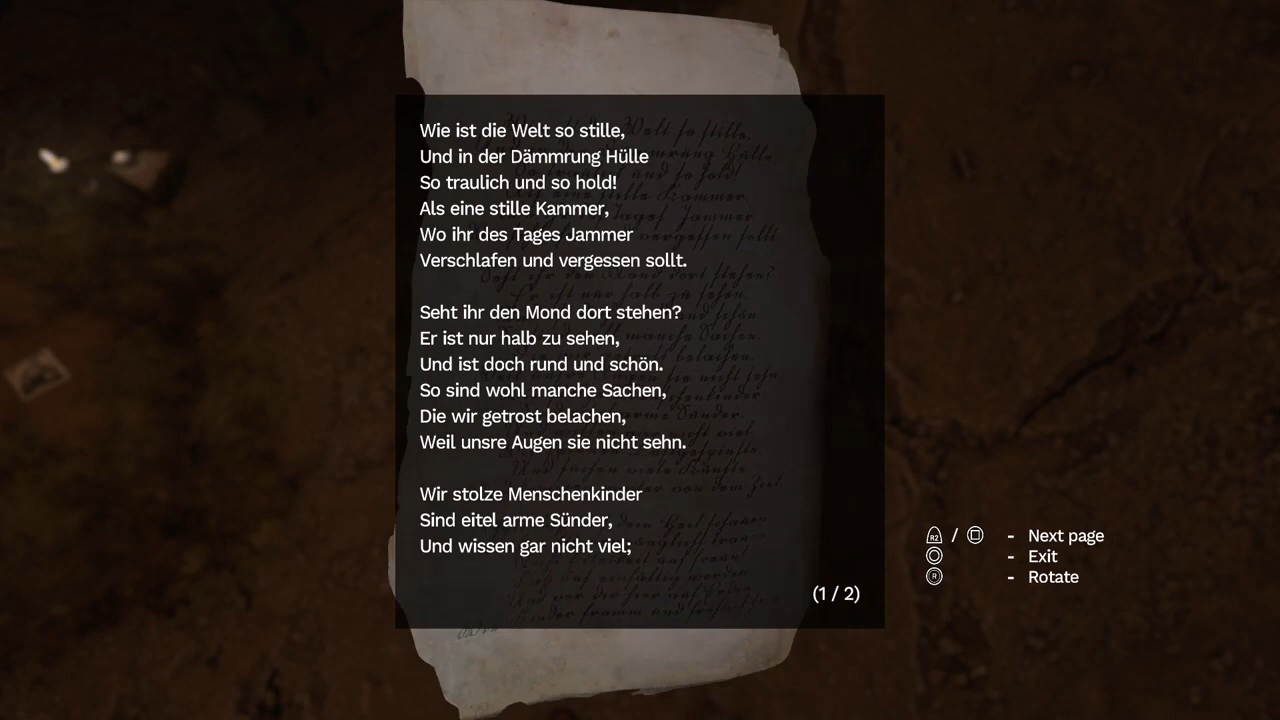 Wie ist die Welt so stille,
Und in der Dämmrung Hülle
So traulich und so hold!
Als eine stille Kammer,
Wo ihr des Tages Jammer
Verschlafen und vergessen sollt.
Seht ihr den Mond dort stehen?
Er ist nur halb zu sehen,
Und ist doch rund und schön.
So sind wohl manche Sachen,
Die wir getrost belachen,
Weil unsre Augen sie nicht sehn.
Wir stolze Menschenkinder
Sind eitel arme Sünder,
Und wissen gar nicht viel;
(1 / 2)
R2 / - Next page
- Exit
R - Rotate